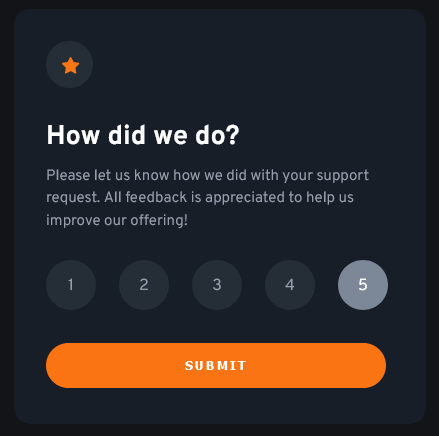 How did we do?
Please let us know how we did with your support
request. All feedback is appreciated to help us
improve our offering!
1 2 3 4 5
SUBMIT